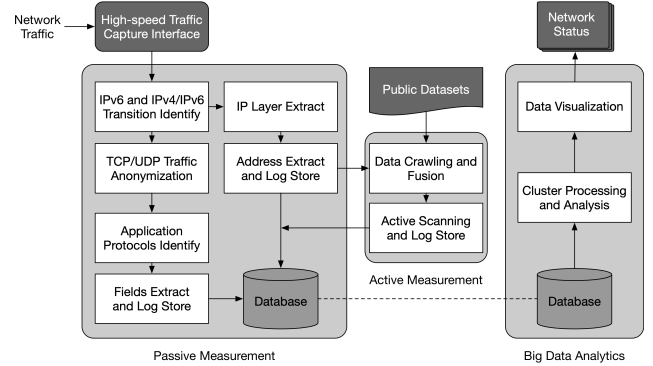 Network
Traffic
High-speed Traffic
Capture Interface
IPv6 and IPv4/IPv6
Transition Identify
IP Layer Extract
TCP/UDP Traffic
Anonymization
Address Extract
and Log Store
Application
Protocols Identify
Fields Extract
and Log Store
Database
Passive Measurement
Public Datasets
Data Crawling and
Fusion
Active Scanning
and Log Store
Active Measurement
Network
Status
Data Visualization
Cluster Processing
and Analysis
Database
Big Data Analytics